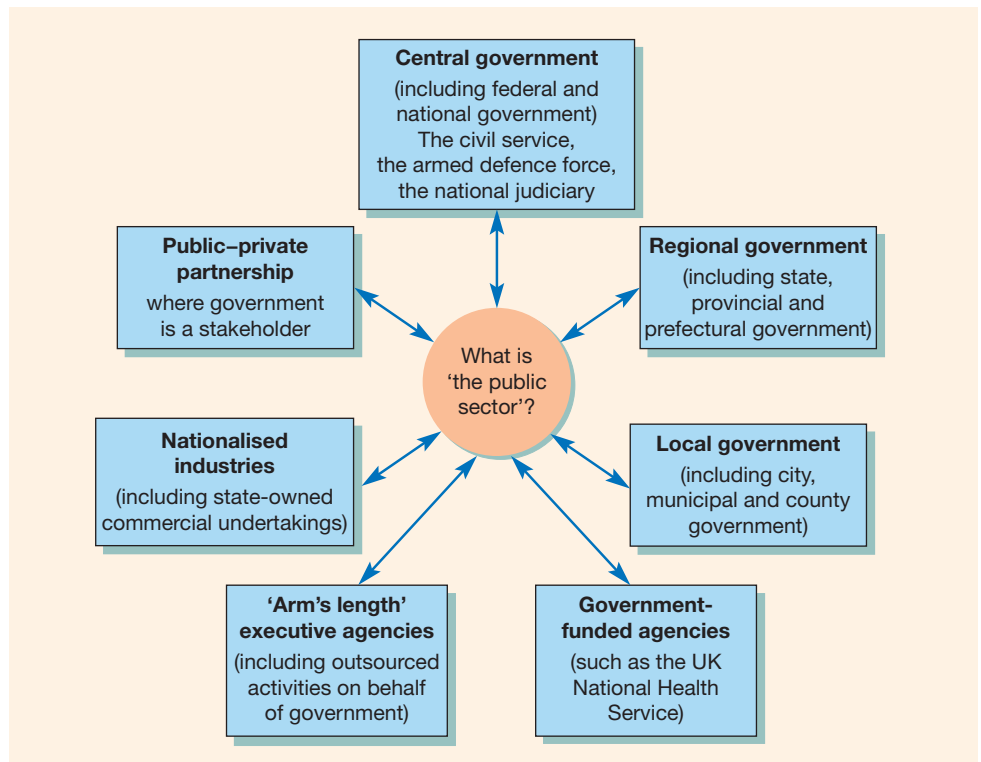 Central government
(including federal and
national government)
The civil service,
the armed defence force,
the national judiciary
Public–private
partnership
where government
is a stakeholder
Regional government
(including state,
provincial and
prefectural government)
What is
‘the public
sector’?
Nationalised
industries
(including state-owned
commercial undertakings)
Local government
(including city,
municipal and county
government)
‘Arm’s length’
executive agencies
(including outsourced
activities on behalf
of government)
Government-
funded agencies
(such as the UK
National Health
Service)